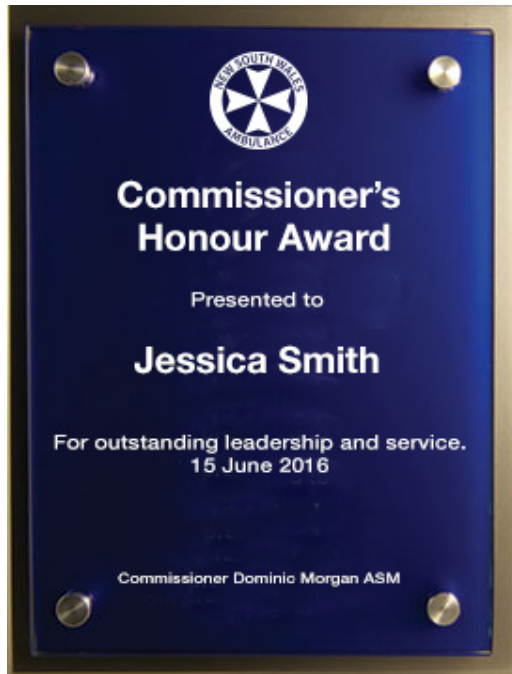 NEW SOUTH WALES
AMBULANCE
Commissioner's
Honour Award
Presented to
Jessica Smith
For outstanding leadership and service.
15 June 2016
Commissioner Dominic Morgan ASM